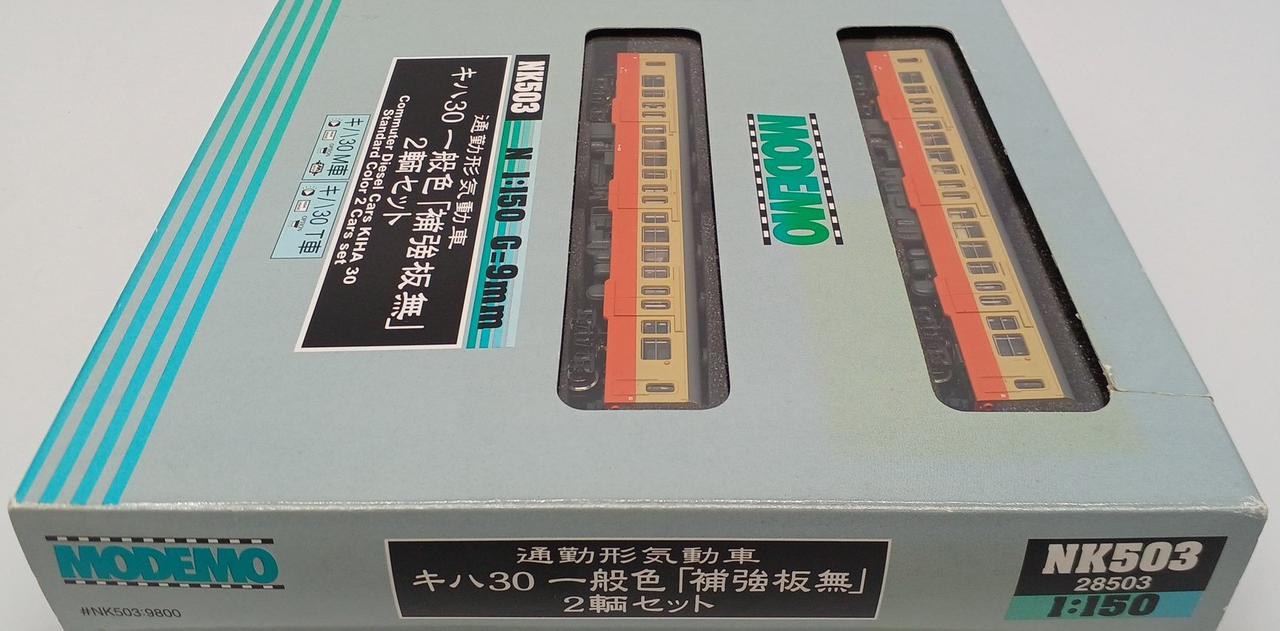 NK503
N 1:150 G=9mm
通勤形気動車
キハ30 一般色「補強板無」
2輌セット
Commuter Diesel Cars KIHA 30
Standard Color 2 Cars set
キハ30 M車
キハ30 T車
MODEMO
MODEMO
#NK503:9800
通勤形気動車
キハ30 一般色「補強板無」
2輌セット
NK503
28503
1:150